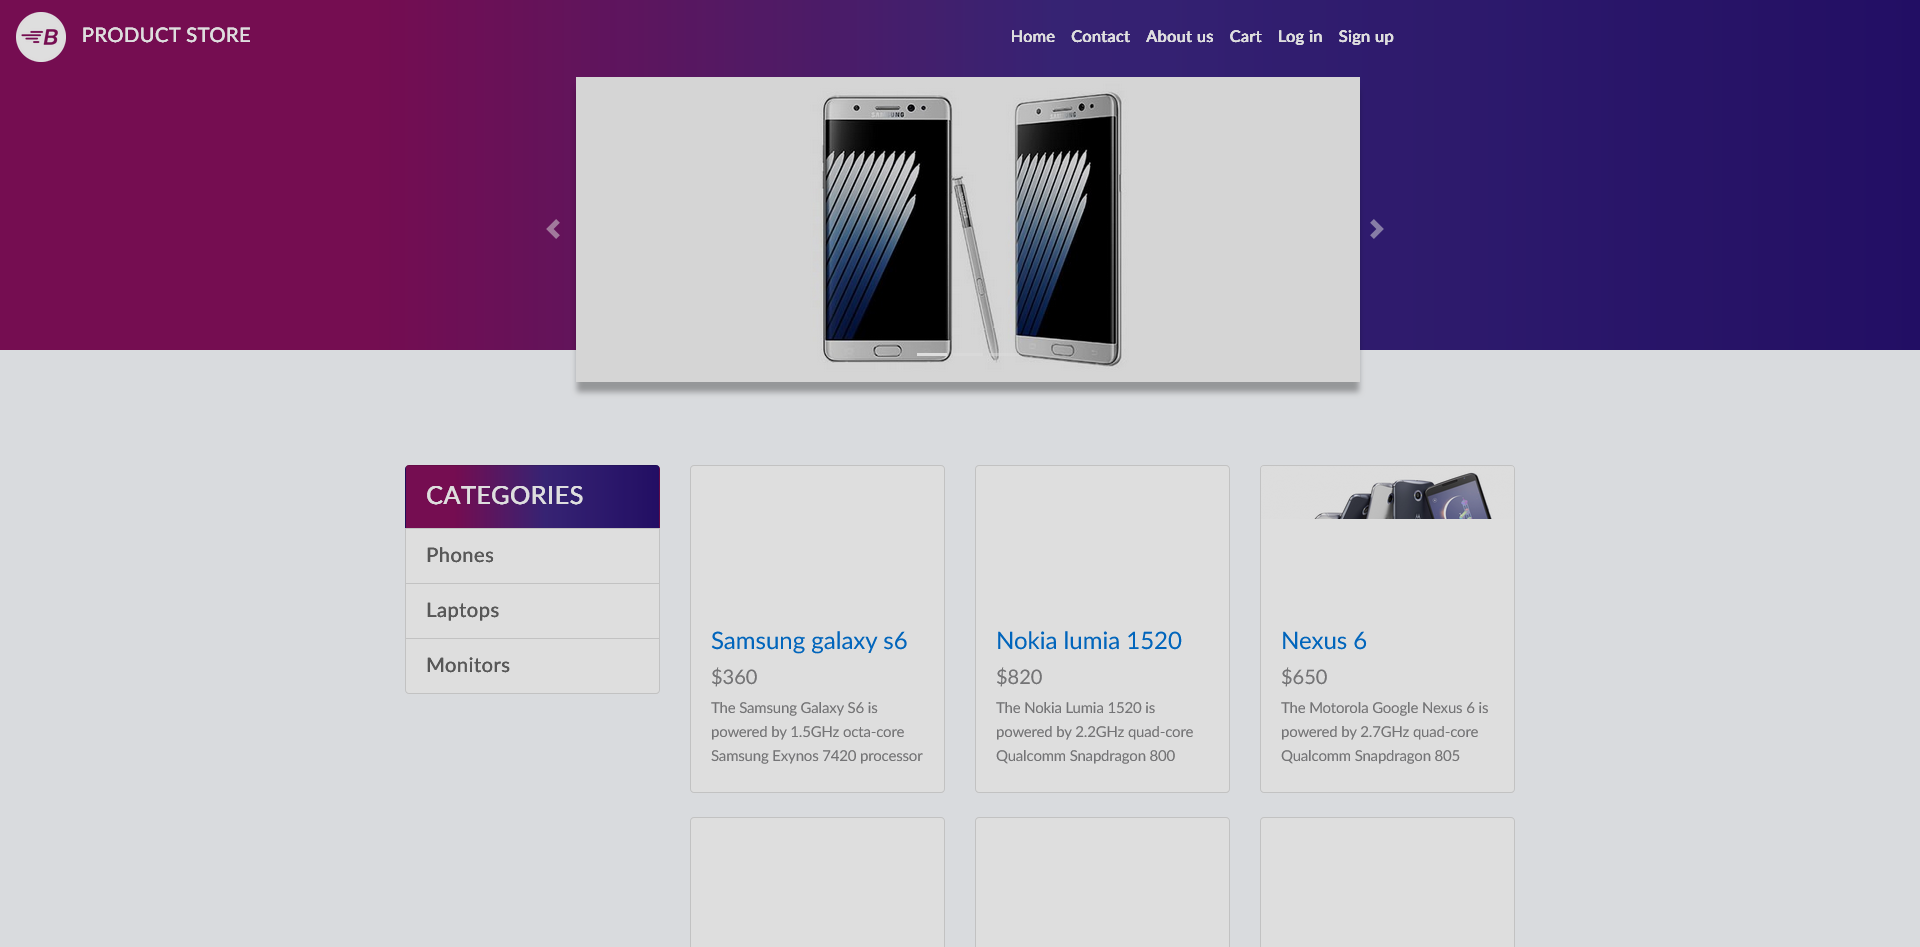 B PRODUCT STORE
Home Contact About us Cart Log in Sign up
SAMSUNG
CATEGORIES
Phones
Laptops
Monitors
Samsung galaxy s6
$360
The Samsung Galaxy S6 is
powered by 1.5GHz octa-core
Samsung Exynos 7420 processor
Nokia lumia 1520
$820
The Nokia Lumia 1520 is
powered by 2.2GHz quad-core
Qualcomm Snapdragon 800
Nexus 6
$650
The Motorola Google Nexus 6 is
powered by 2.7GHz quad-core
Qualcomm Snapdragon 805